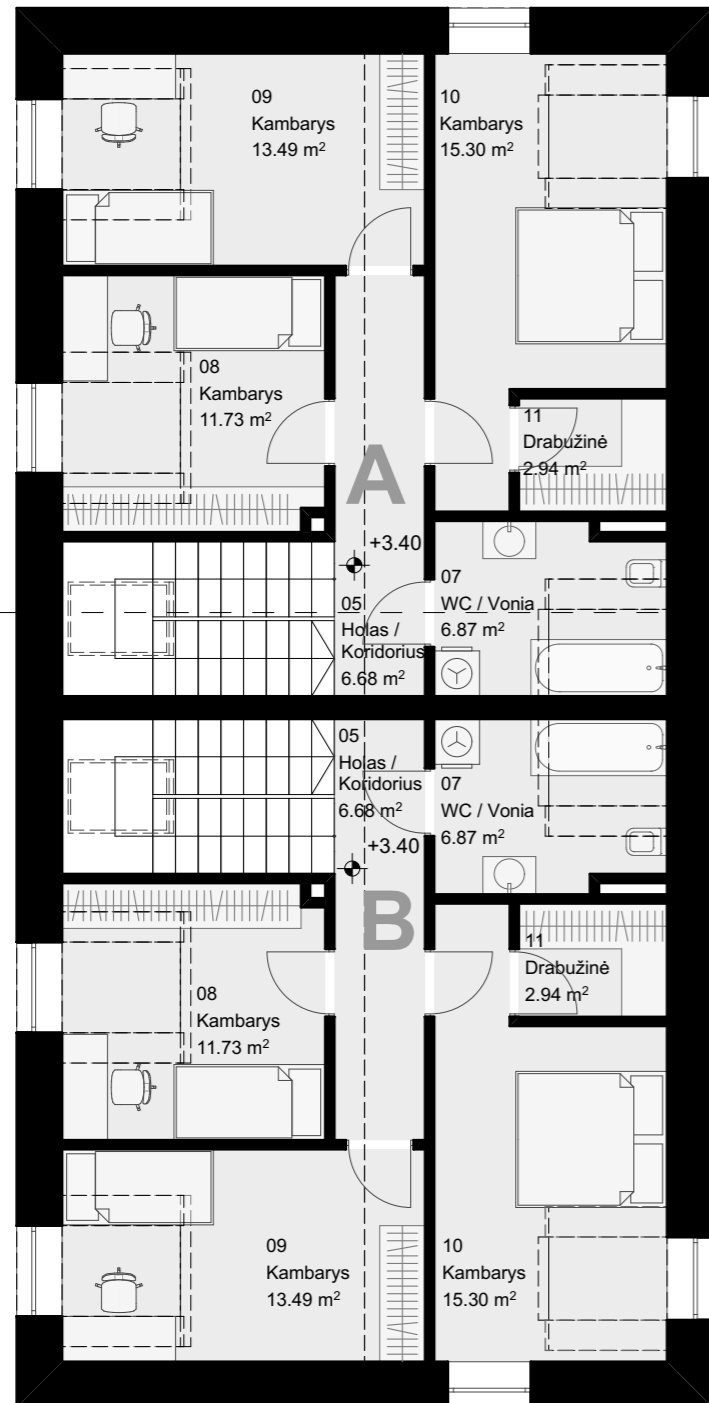 09
Kambarys
13.49 m²
10
Kambarys
15.30 m²
08
Kambarys
11.73 m²
11
Drabužinė
2.94 m²
A
+3.40
05
Holas /
Koridorius
6.68 m²
07
WC / Vonia
6.87 m²
05
Holas /
Koridorius
6.68 m²
07
WC / Vonia
6.87 m²
+3.40
B
11
Drabužinė
2.94 m²
08
Kambarys
11.73 m²
09
Kambarys
13.49 m²
10
Kambarys
15.30 m²